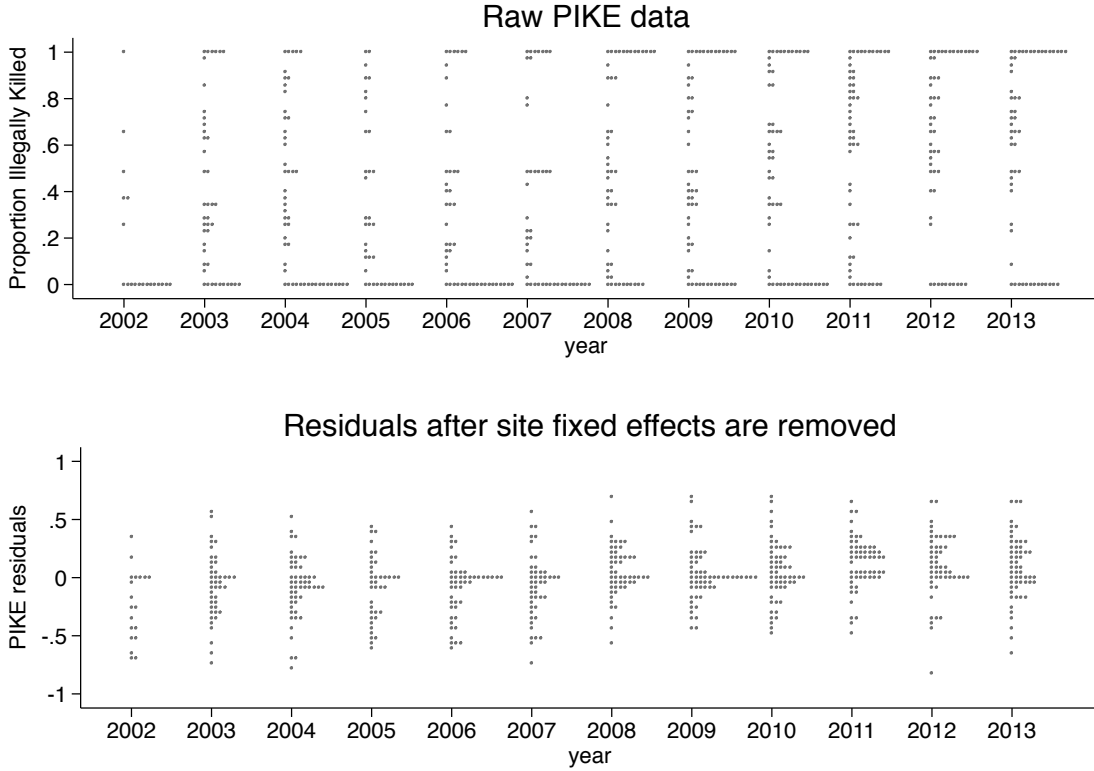 Raw PIKE data
Proportion Illegally Killed
1
.8
.6
.4
.2
0
2002 2003 2004 2005 2006 2007 2008 2009 2010 2011 2012 2013
year
Residuals after site fixed effects are removed
PIKE residuals
1
.5
0
-.5
-1
2002 2003 2004 2005 2006 2007 2008 2009 2010 2011 2012 2013
year